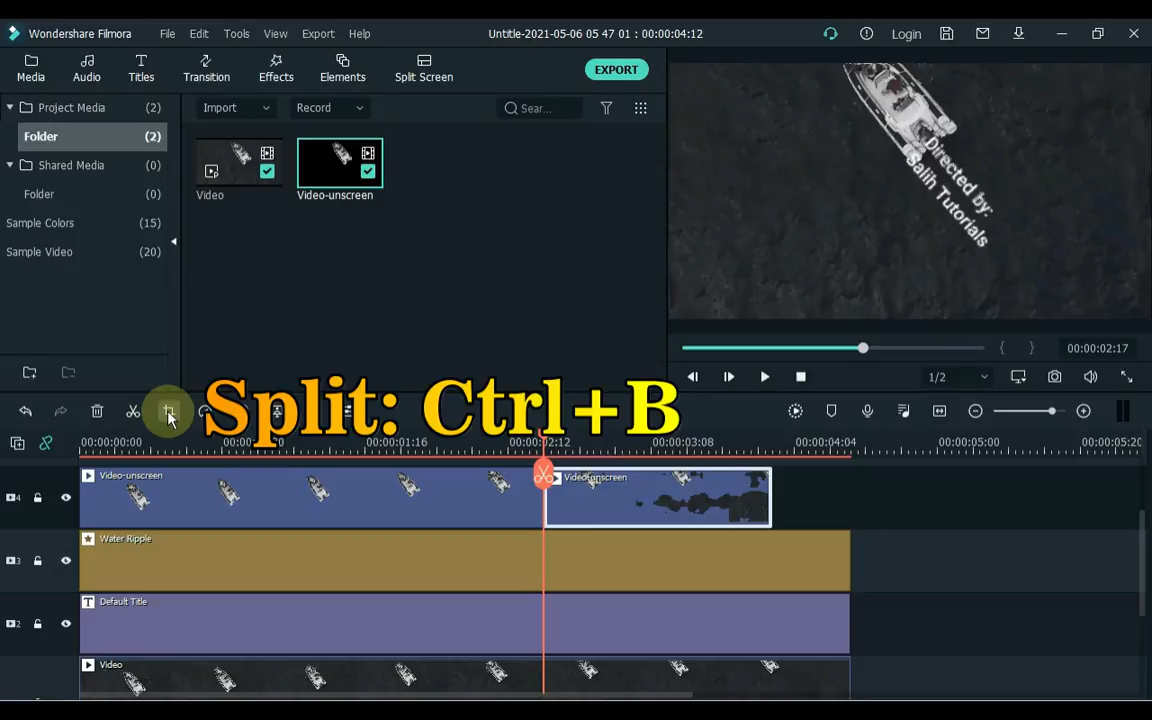 Wondershare Filmora
File
Edit
Tools
View
Export
Help
Untitle-2021-05-06 05 47 01 : 00:00:04:12
Login
Media
Audio
Titles
Transition
Effects
Elements
Split Screen
EXPORT
Project Media (2)
Folder (2)
Shared Media (0)
Folder (0)
Sample Colors (15)
Sample Video (20)
Import
Record
Sear...
Video
Video-unscreen
Directed by:
Salih Tutorials
{ }
00:00:02:17
1/2
Split: Ctrl+B
00:00:00:00
00:00:01:16
00:00:02:12
00:00:03:08
00:00:04:04
00:00:05:00
00:00:05:20
4
Video-unscreen
3
Water Ripple
2
Default Title
Video